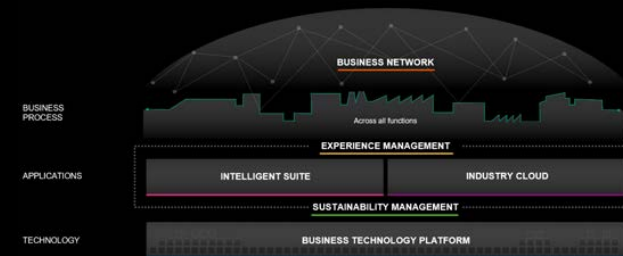 BUSINESS NETWORK
BUSINESS
PROCESS
Across all functions
EXPERIENCE MANAGEMENT
APPLICATIONS
INTELLIGENT SUITE
INDUSTRY CLOUD
SUSTAINABILITY MANAGEMENT
TECHNOLOGY
BUSINESS TECHNOLOGY PLATFORM